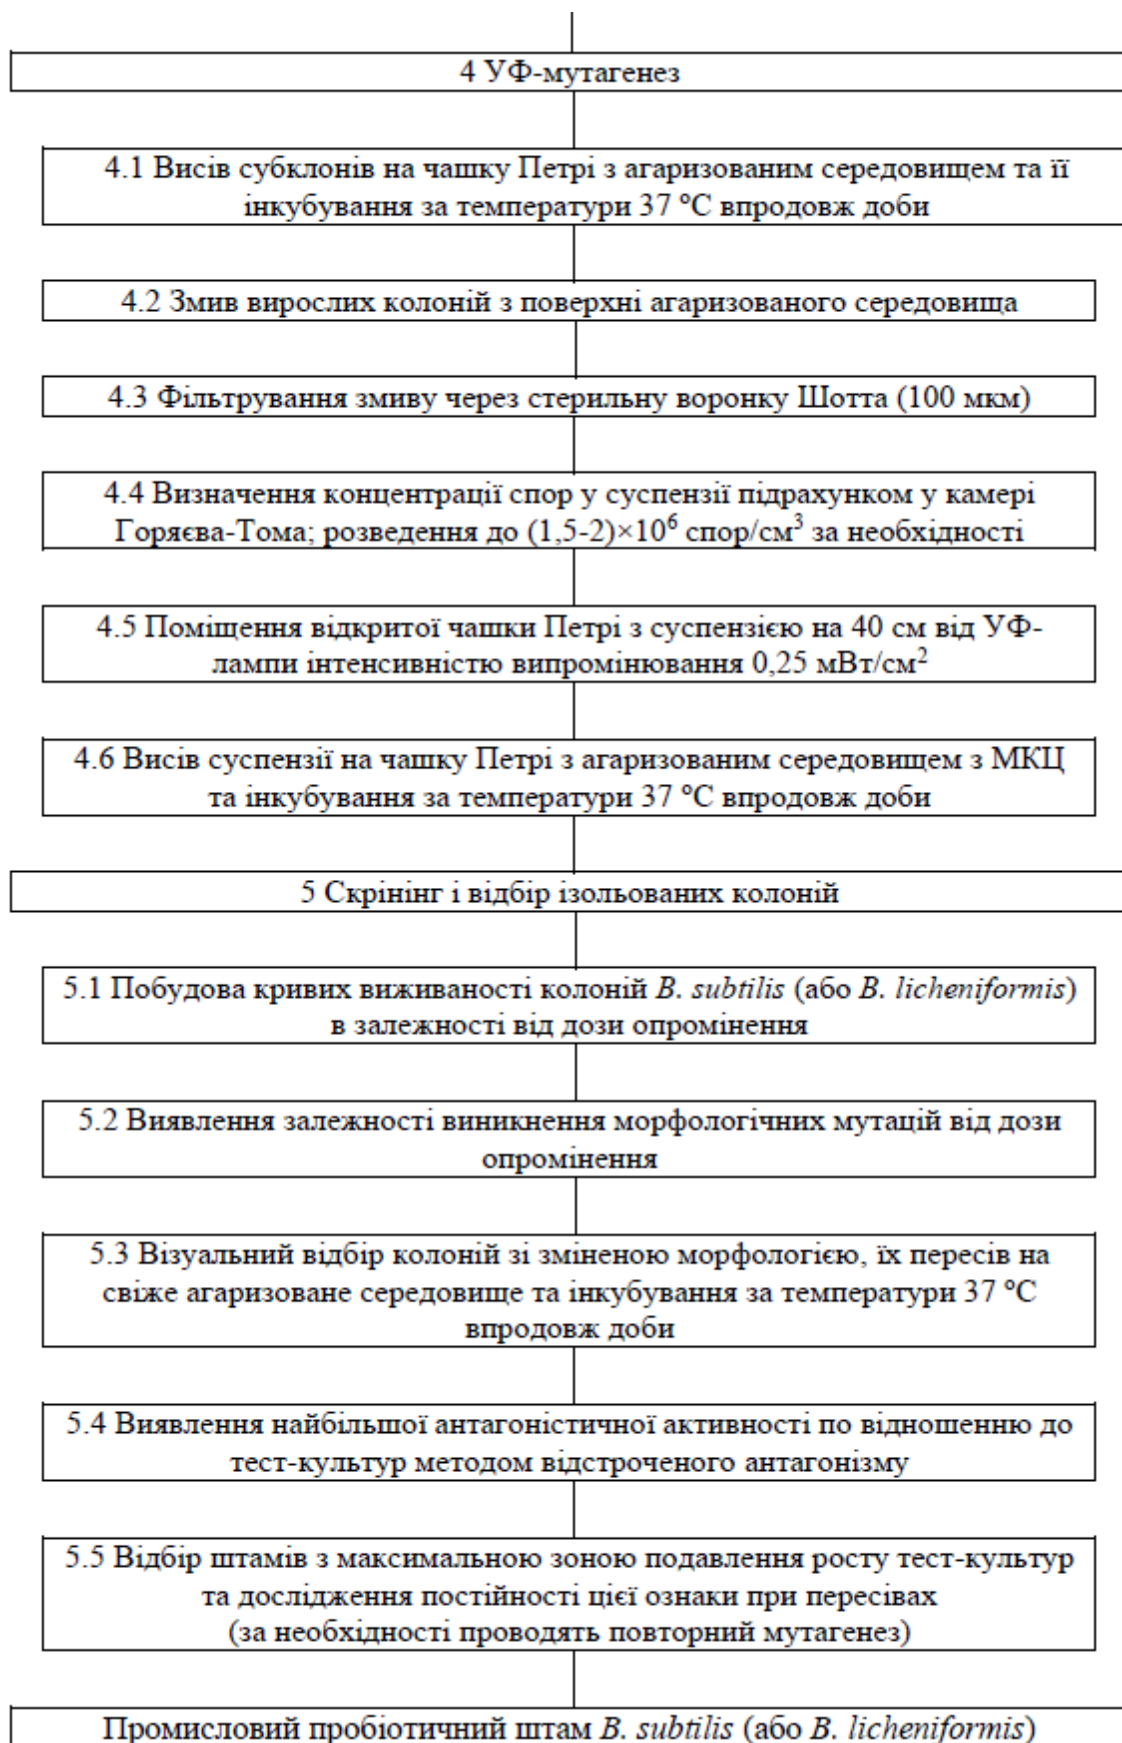 4 УФ-мутагенез
4.1 Висів субклонів на чашку Петрі з агаризованим середовищем та її
інкубування за температури 37 °С впродовж доби
4.2 Змив вирослих колоній з поверхні агаризованого середовища
4.3 Фільтрування змиву через стерильну воронку Шотта (100 мкм)
4.4 Визначення концентрації спор у суспензії підрахунком у камері
Горяєва-Тома; розведення до (1,5-2)×10⁶ спор/см³ за необхідності
4.5 Поміщення відкритої чашки Петрі з суспензією на 40 см від УФ-
лампи інтенсивністю випромінювання 0,25 мВт/см²
4.6 Висів суспензії на чашку Петрі з агаризованим середовищем з МКЦ
та інкубування за температури 37 °С впродовж доби
5 Скрінінг і відбір ізольованих колоній
5.1 Побудова кривих виживаності колоній B. subtilis (або B. licheniformis)
в залежності від дози опромінення
5.2 Виявлення залежності виникнення морфологічних мутацій від дози
опромінення
5.3 Візуальний відбір колоній зі зміненою морфологією, їх пересів на
свіже агаризоване середовище та інкубування за температури 37 °С
впродовж доби
5.4 Виявлення найбільшої антагоністичної активності по відношенню до
тест-культур методом відстроченого антагонізму
5.5 Відбір штамів з максимальною зоною подавлення росту тест-культур
та дослідження постійності цієї ознаки при пересівах
(за необхідності проводять повторний мутагенез)
Промисловий пробіотичний штам B. subtilis (або B. licheniformis)